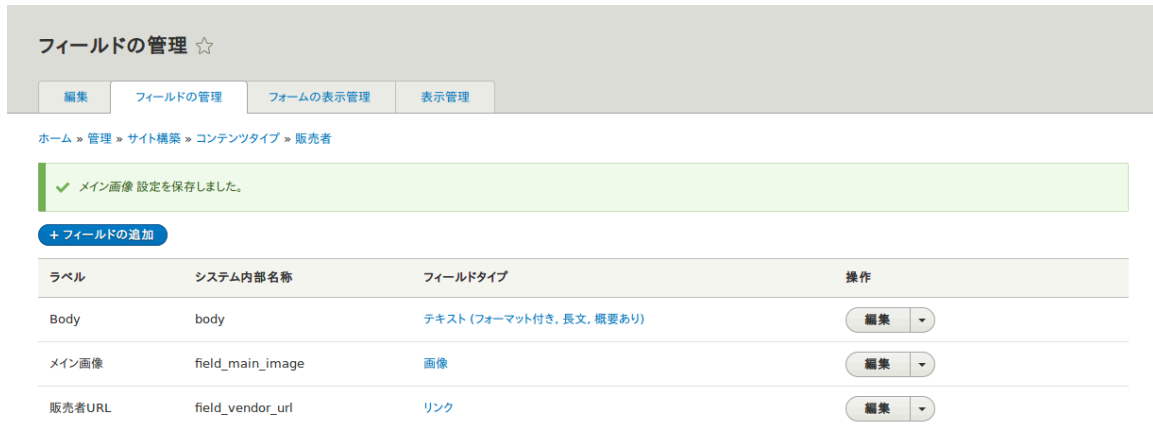 フィールドの管理
編集 フィールドの管理 フォームの表示管理 表示管理
ホーム » 管理 » サイト構築 » コンテンツタイプ » 販売者
メイン画像 設定を保存しました。
+ フィールドの追加
ラベル システム内部名称 フィールドタイプ 操作
Body body テキスト (フォーマット付き, 長文, 概要あり) 編集
メイン画像 field_main_image 画像 編集
販売者URL field_vendor_url リンク 編集